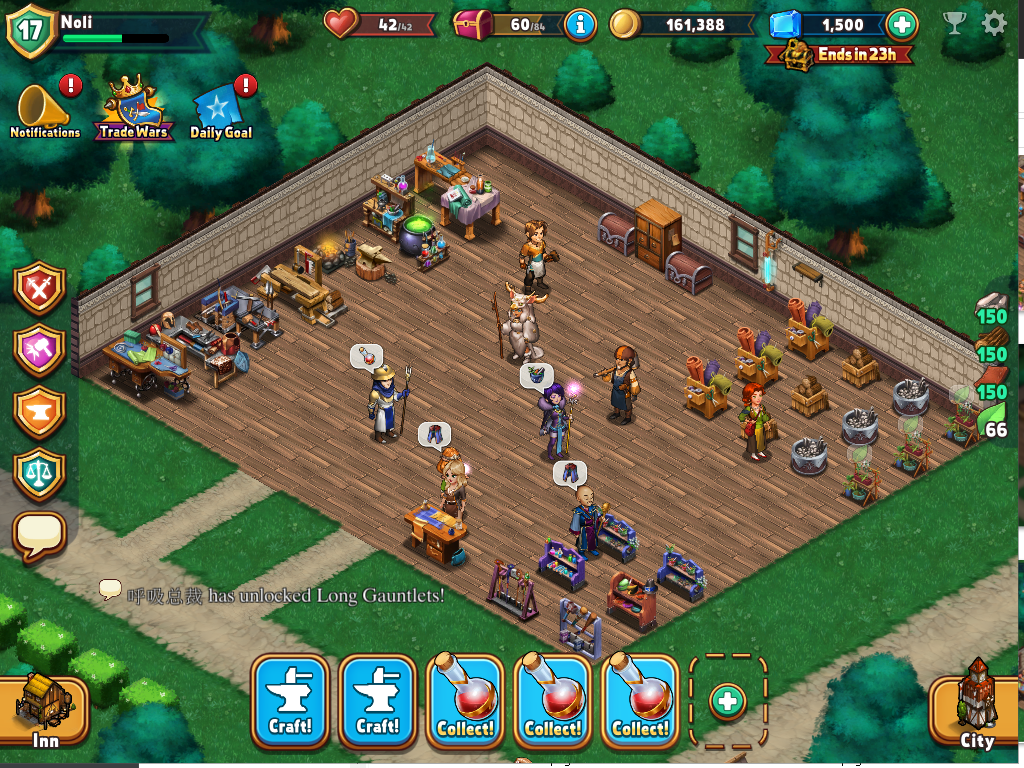 17
Noli
42/42
60/84
i
161,388
1,500
Ends in 23h
!
!
Notifications
Trade Wars
Daily Goal
150
150
150
66
呼吸总裁 has unlocked Long Gauntlets!
Craft!
Craft!
Collect!
Collect!
Collect!
Inn
City